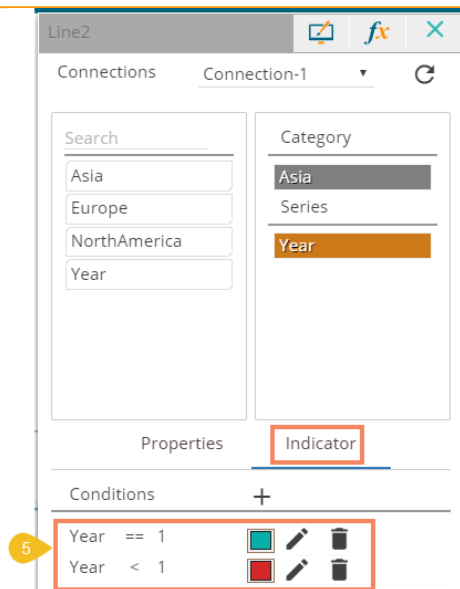 Line2 fx
Connections Connection-1
Search
Asia
Europe
NorthAmerica
Year
Category
Asia
Series
Year
Properties Indicator
Conditions +
5
Year == 1
Year < 1